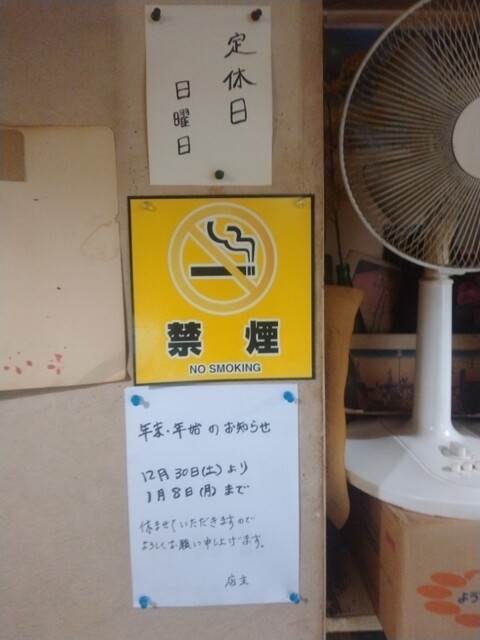 定休日
日曜日
禁煙
NO SMOKING
年末・年始のお知らせ
12月30日(土)より
1月8日(月)まで
休ませていただきますので
よろしくお願い申し上げます。
店主
よう